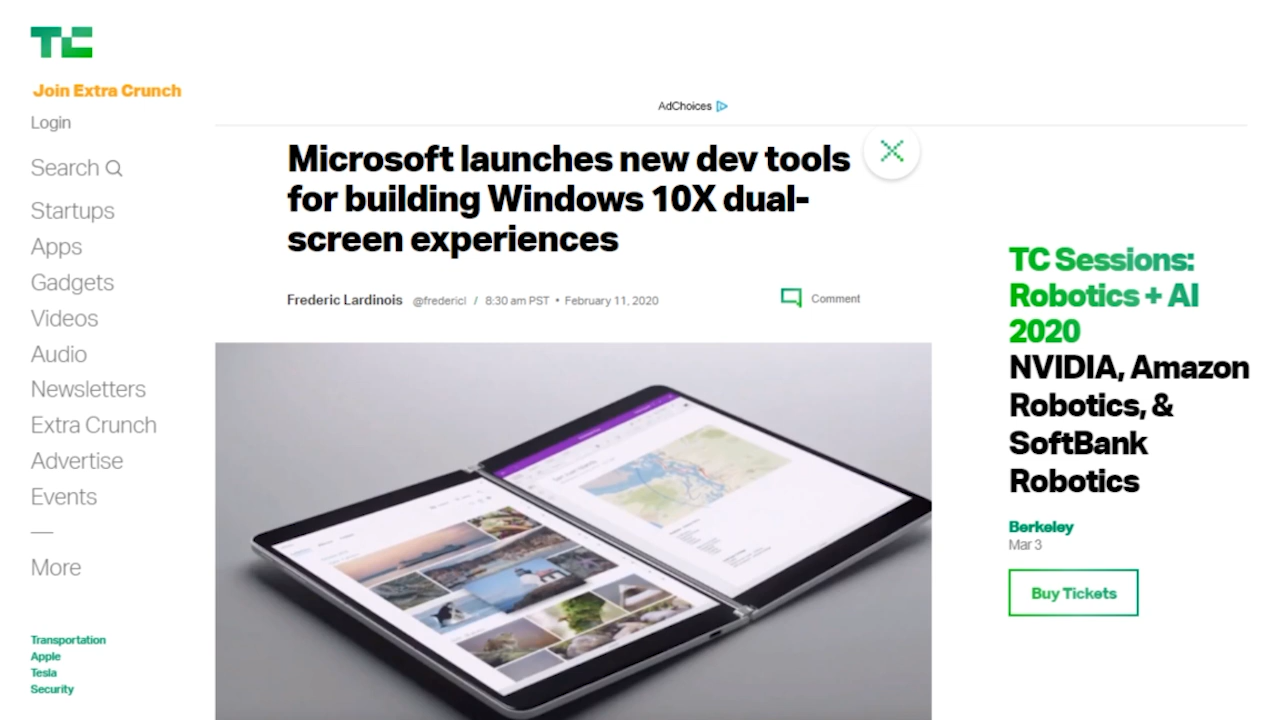 TC
Join Extra Crunch
Login
Search
Startups
Apps
Gadgets
Videos
Audio
Newsletters
Extra Crunch
Advertise
Events
More
Transportation
Apple
Tesla
Security
AdChoices
Microsoft launches new dev tools
for building Windows 10X dual-
screen experiences
Frederic Lardinois @fredericl / 8:30 am PST • February 11, 2020
Comment
TC Sessions:
Robotics + AI
2020
NVIDIA, Amazon
Robotics, &
SoftBank
Robotics
Berkeley
Mar 3
Buy Tickets